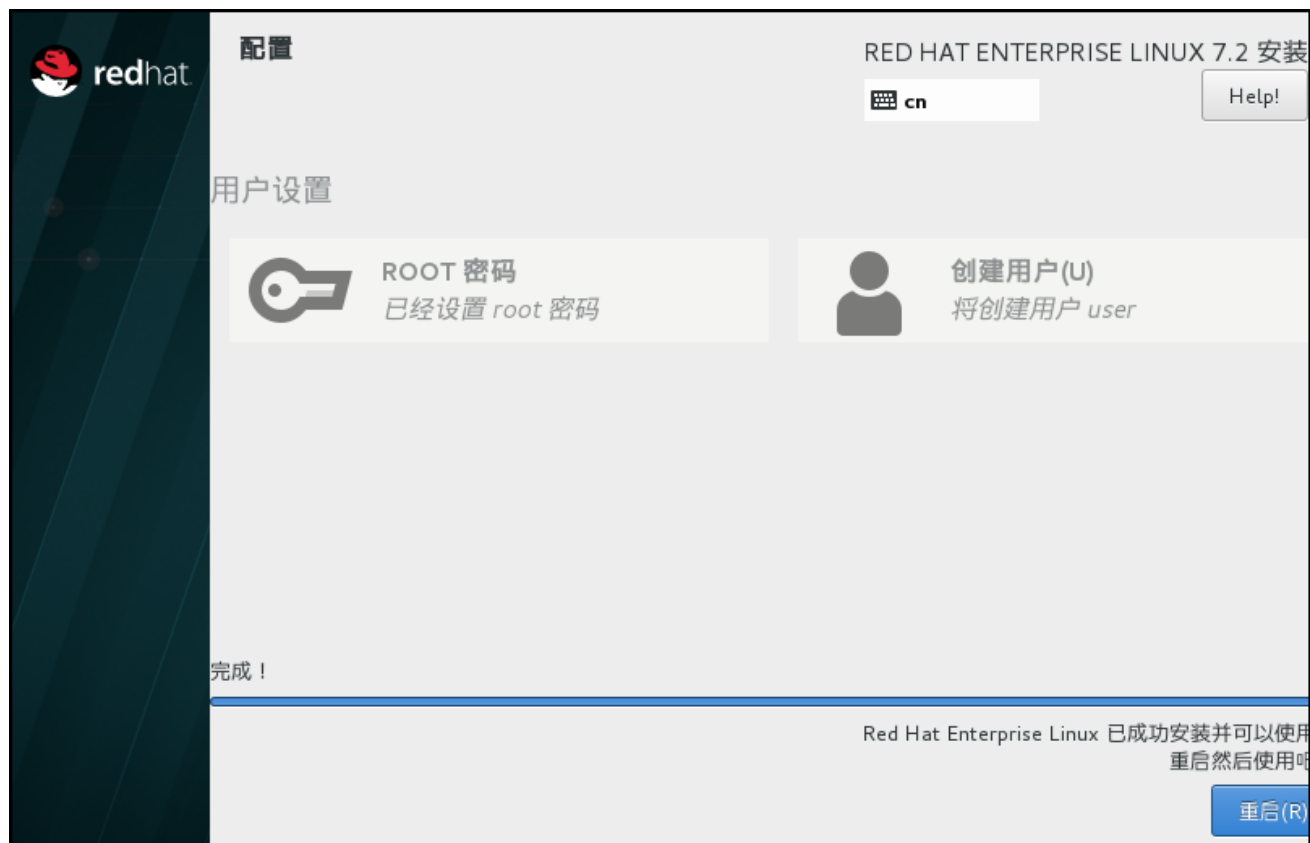 redhat.
配置
RED HAT ENTERPRISE LINUX 7.2 安装
cn
Help!
用户设置
ROOT 密码
已经设置 root 密码
创建用户(U)
将创建用户 user
完成！
Red Hat Enterprise Linux 已成功安装并可以使用
重启然后使用吧
重启(R)